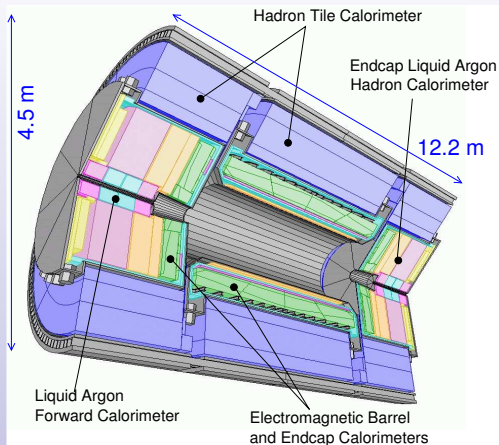 Hadron Tile Calorimeter
Endcap Liquid Argon
Hadron Calorimeter
4.5 m
12.2 m
Liquid Argon
Forward Calorimeter
Electromagnetic Barrel
and Endcap Calorimeters